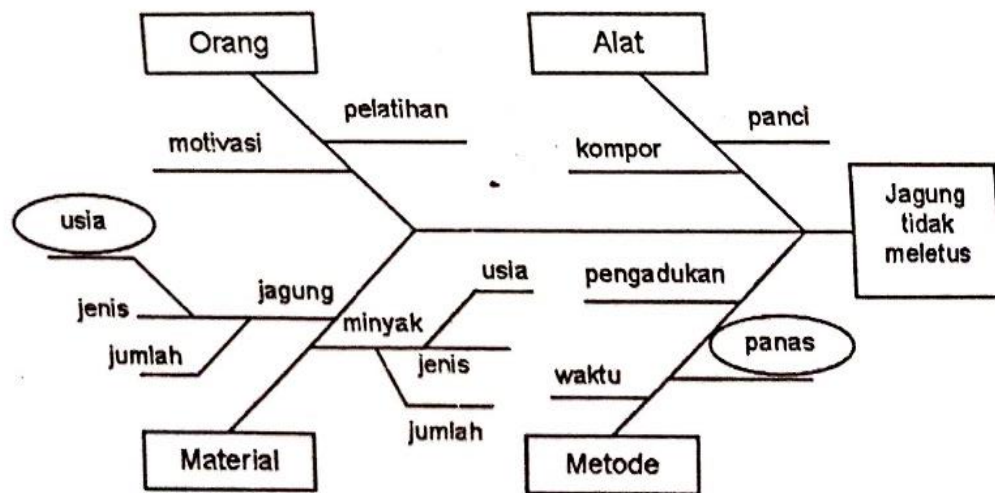 Orang
Alat
pelatihan
motivasi
panci
kompor
usia
Jagung
tidak
meletus
usia
pengadukan
jagung
jenis
minyak
panas
jumlah
jenis
waktu
jumlah
Material
Metode